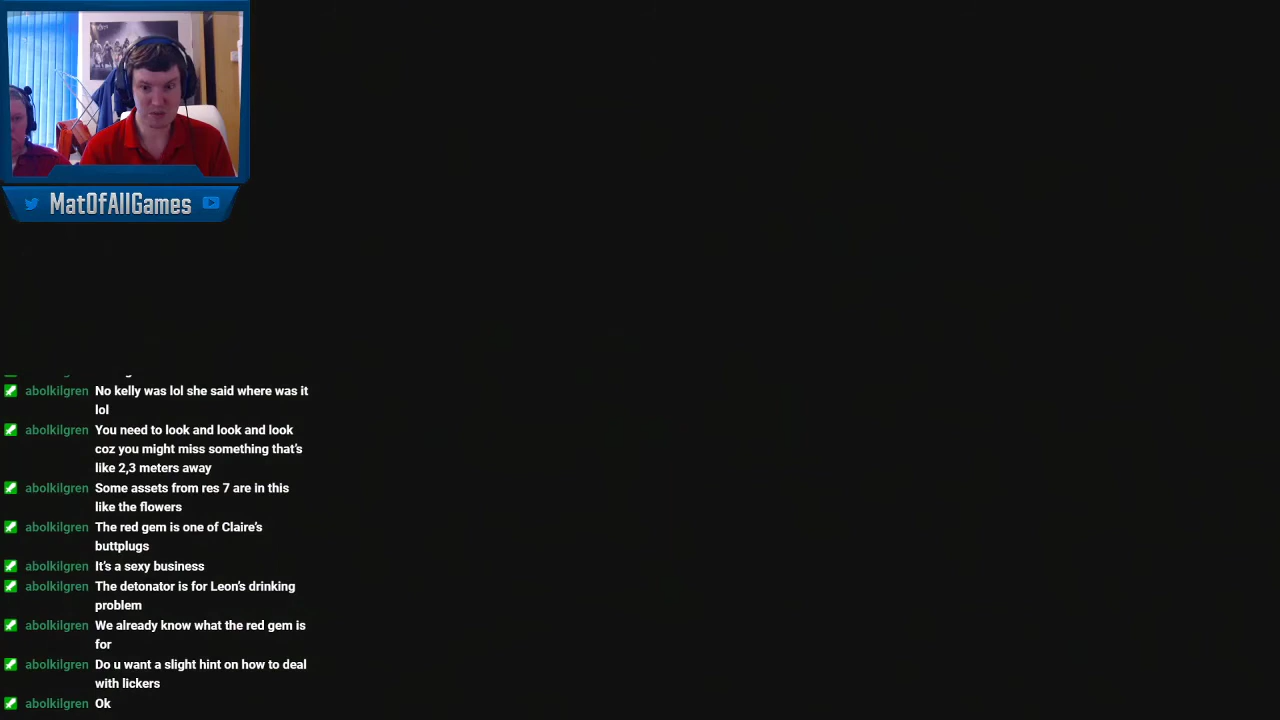 MatOfAllGames
abolkilgren No kelly was lol she said where was it
lol
abolkilgren You need to look and look and look
coz you might miss something that's
like 2,3 meters away
abolkilgren Some assets from res 7 are in this
like the flowers
abolkilgren The red gem is one of Claire's
buttplugs
abolkilgren It's a sexy business
abolkilgren The detonator is for Leon's drinking
problem
abolkilgren We already know what the red gem is
for
abolkilgren Do u want a slight hint on how to deal
with lickers
abolkilgren Ok